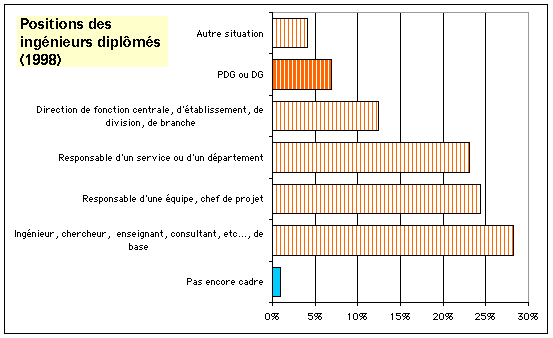 Positions des
ingénieurs diplômés
(1998)
Autre situation
PDG ou DG
Direction de fonction centrale, d'établissement, de
division, de branche
Responsable d'un service ou d'un département
Responsable d'une équipe, chef de projet
Ingénieur, chercheur, enseignant, consultant, etc..., de
base
Pas encore cadre
0% 5% 10% 15% 20% 25% 30%